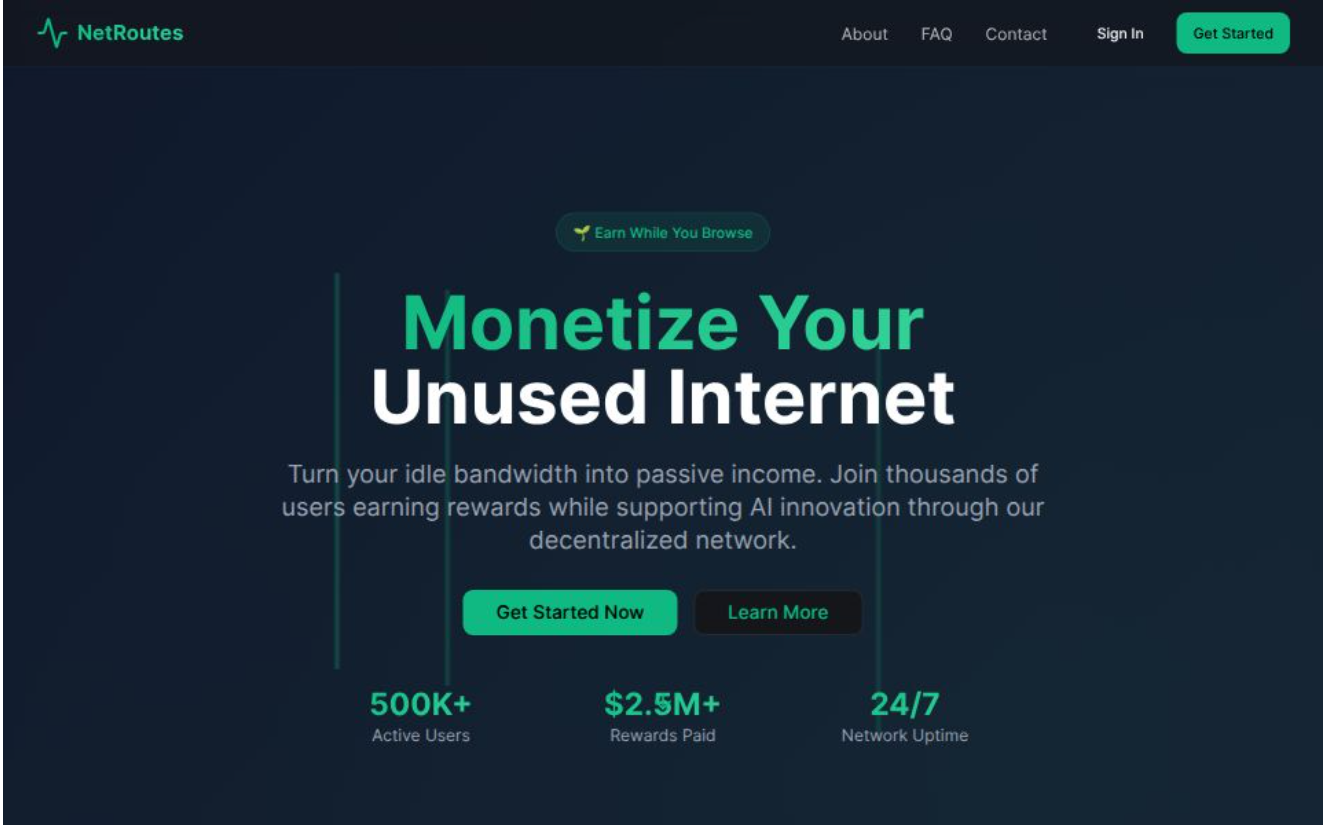 NetRoutes
About FAQ Contact Sign In Get Started
🌱 Earn While You Browse
Monetize Your
Unused Internet
Turn your idle bandwidth into passive income. Join thousands of
users earning rewards while supporting AI innovation through our
decentralized network.
Get Started Now Learn More
500K+ $2.5M+ 24/7
Active Users Rewards Paid Network Uptime